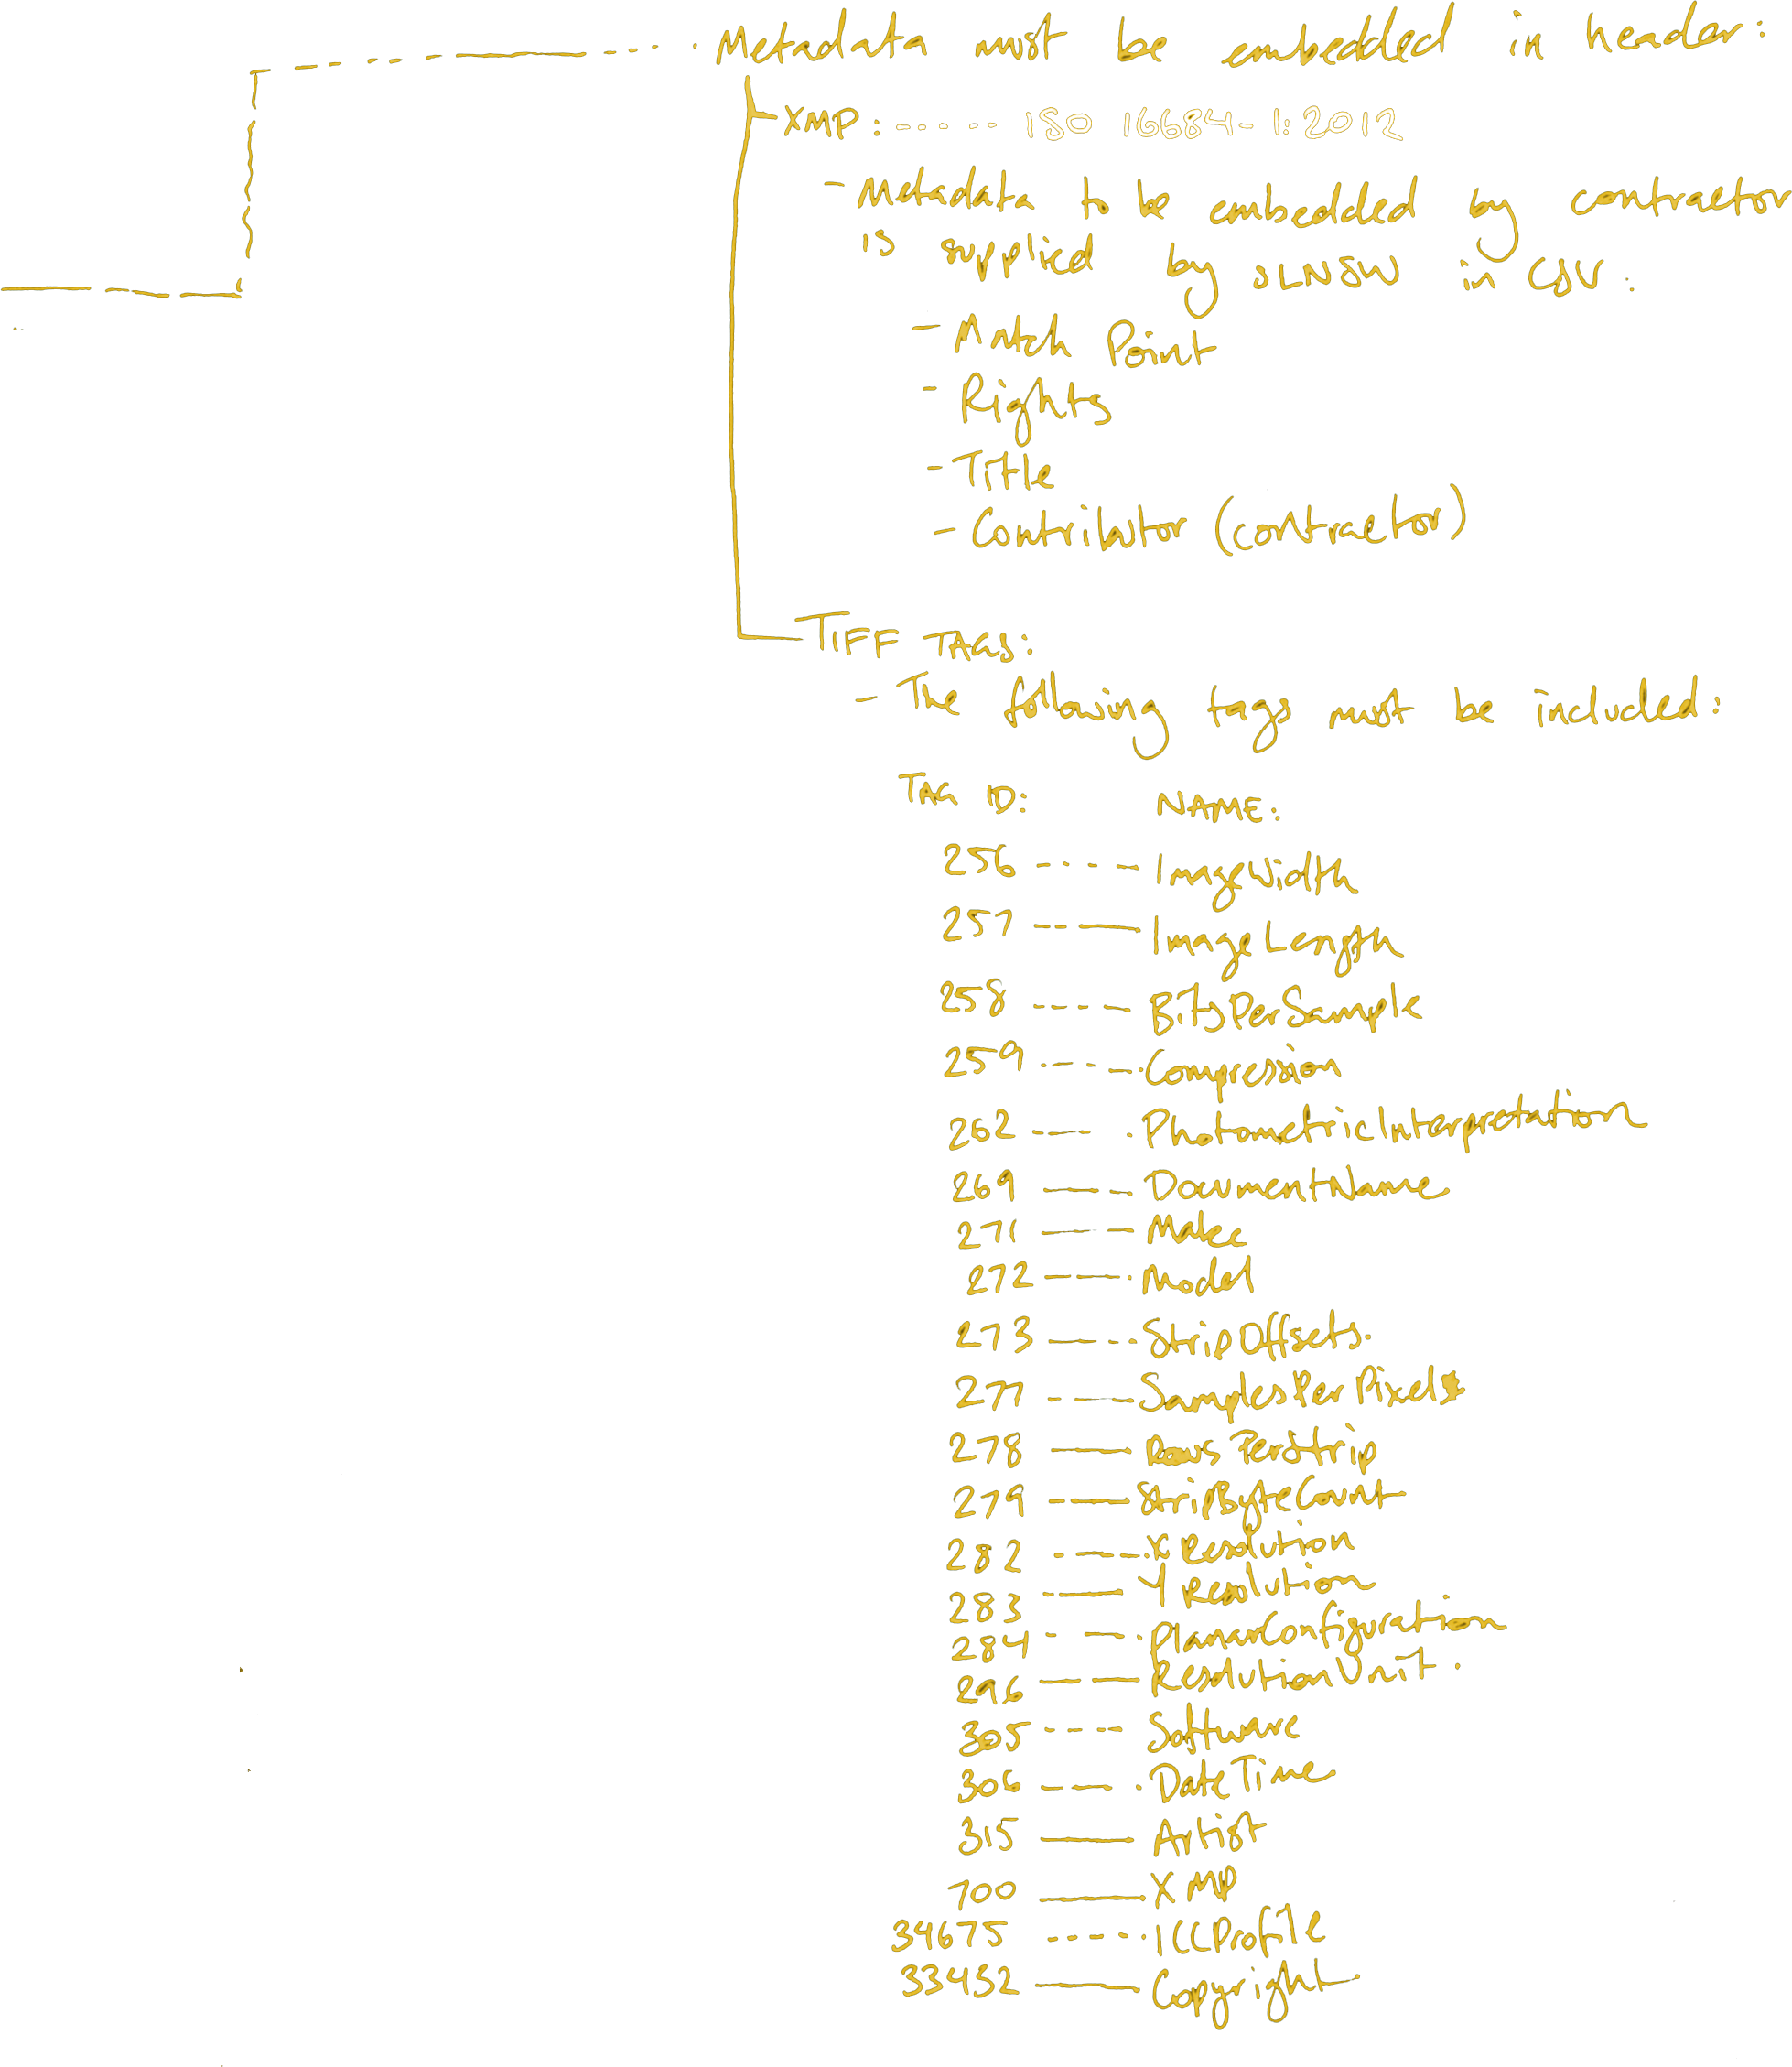 Metadata must be embedded in header:
XMP: ----- ISO 16684-1:2012
- Metadata to be embedded by contractor
is supplied by SLNSW in CSV.
- Match Point
- Rights
- Title
- Contributor (contractor)
TIFF TAGS:
- The following tags must be included:
TAG ID: NAME:
256 ---- ImageWidth
257 ---- ImageLength
258 ---- BitsPerSample
259 ---- Compression
262 ---- PhotometricInterpretation
269 ---- DocumentName
271 ---- Make
272 ---- Model
273 ---- StripOffsets.
277 ---- SamplesPerPixel
278 ---- RowsPerStrip
279 ---- StripByteCount
282 ---- XResolution
283 ---- YResolution
284 ---- PlanarConfiguration
296 ---- ResolutionUnit.
305 ---- Software
306 ---- DateTime
315 ---- Artist
700 ---- XMP
34675 ---- ICCProfile
33432 ---- Copyright